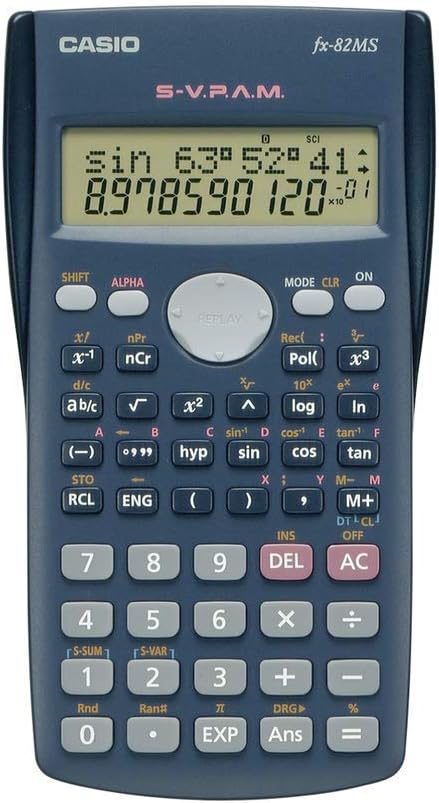 CASIO fx-82MS
S-V.P.A.M.
D SCI
sin 63°52°41
8.978590120×10-01
SHIFT ALPHA MODE CLR ON
REPLAY
x! nPr Rec( : ³√
x-¹ nCr Pol( x³
d/c ˣ√ 10ˣ eˣ e
ab/c √ x² ^ log ln
A ← B C sin-¹ D cos-¹ E tan-¹ F
(−) °,,, hyp sin cos tan
STO ← X Y M− M
RCL ENG ( ) , M+
DT CL
INS OFF
7 8 9 DEL AC
4 5 6 × ÷
S-SUM S-VAR
1 2 3 + −
Rnd Ran# π DRG▶ %
0 · EXP Ans =